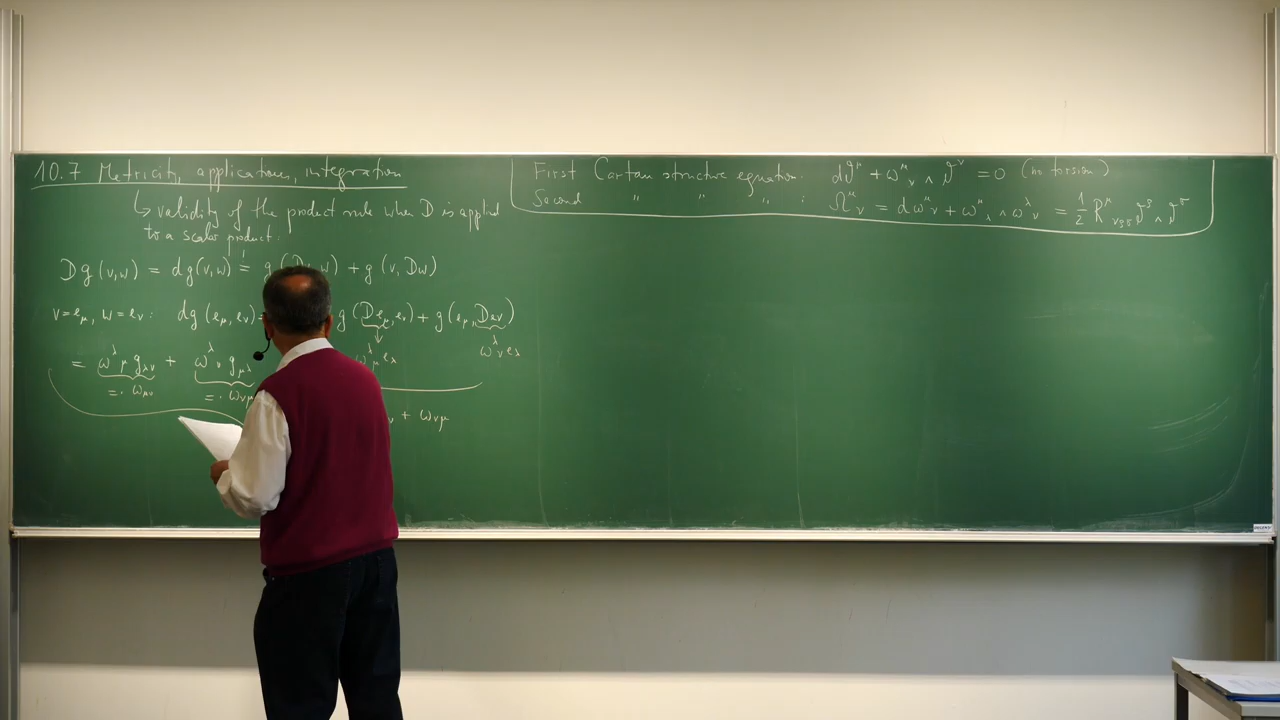 10.7 Metricity, applications, integration
↳ validity of the product rule when D is applied
to a scalar product:
D g(v,w) = dg(v,w) = g(Dv,w) + g(v,Dw)
v=e_μ, w=e_ν: dg(e_μ,e_ν)= g(De_μ,e_ν) + g(e_μ,De_ν)
= ω^λ_μ g_λν + ω^λ_ν g_μλ ω^λ_μ e_λ ω^λ_ν e_λ
=: ω_μν =: ω_νμ
+ ω_νμ
First Cartan structure equation: dϑ^μ + ω^μ_ν ∧ ϑ^ν = 0 (no torsion)
Second " " " : Ω^μ_ν = dω^μ_ν + ω^μ_λ ∧ ω^λ_ν = 1/2 R^μ_νρσ ϑ^ρ ∧ ϑ^σ